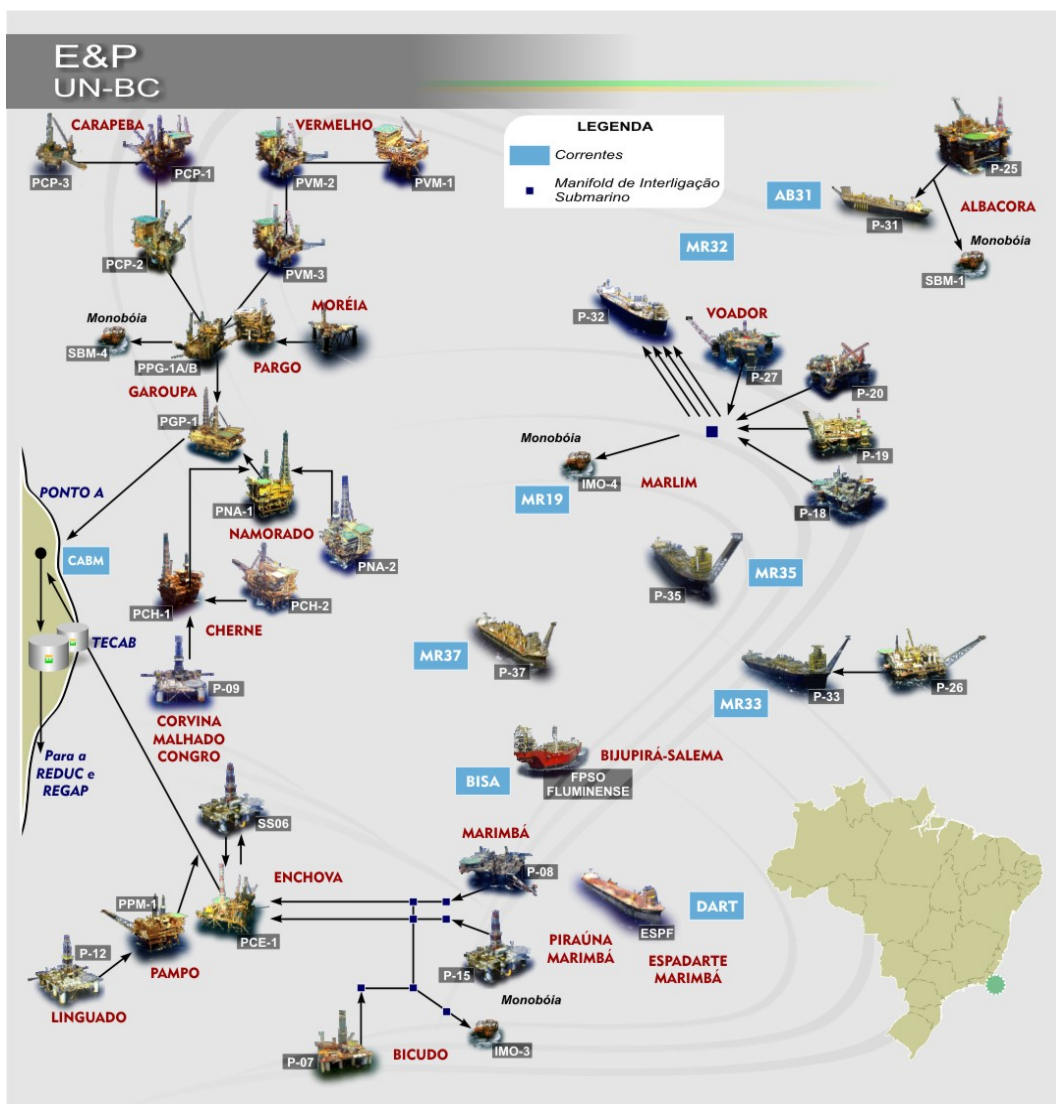 E&P
UN-BC
CARAPEBA
VERMELHO
LEGENDA
Correntes
Manifold de Interligação
Submarino
PCP-3
PCP-1
PVM-2
PVM-1
P-25
AB31
P-31
ALBACORA
PCP-2
PVM-3
MR32
Monobóia
SBM-1
MORÉIA
P-32
VOADOR
Monobóia
SBM-4
PPG-1A/B
PARGO
P-27
P-20
GAROUPA
PGP-1
Monobóia
P-19
IMO-4
MARLIM
MR19
PONTO A
PNA-1
P-18
NAMORADO
CABM
PNA-2
MR35
P-35
PCH-1
PCH-2
CHERNE
TECAB
MR37
P-37
P-09
MR33
P-33
P-26
CORVINA
MALHADO
CONGRO
Para a
REDUC e
REGAP
BIJUPIRÁ-SALEMA
BISA
FPSO
FLUMINENSE
SS06
MARIMBÁ
ENCHOVA
P-08
PPM-1
DART
PCE-1
ESPF
PIRAÚNA
MARIMBÁ
P-12
PAMPO
P-15
ESPADARTE
MARIMBÁ
LINGUADO
Monobóia
P-07
BICUDO
IMO-3